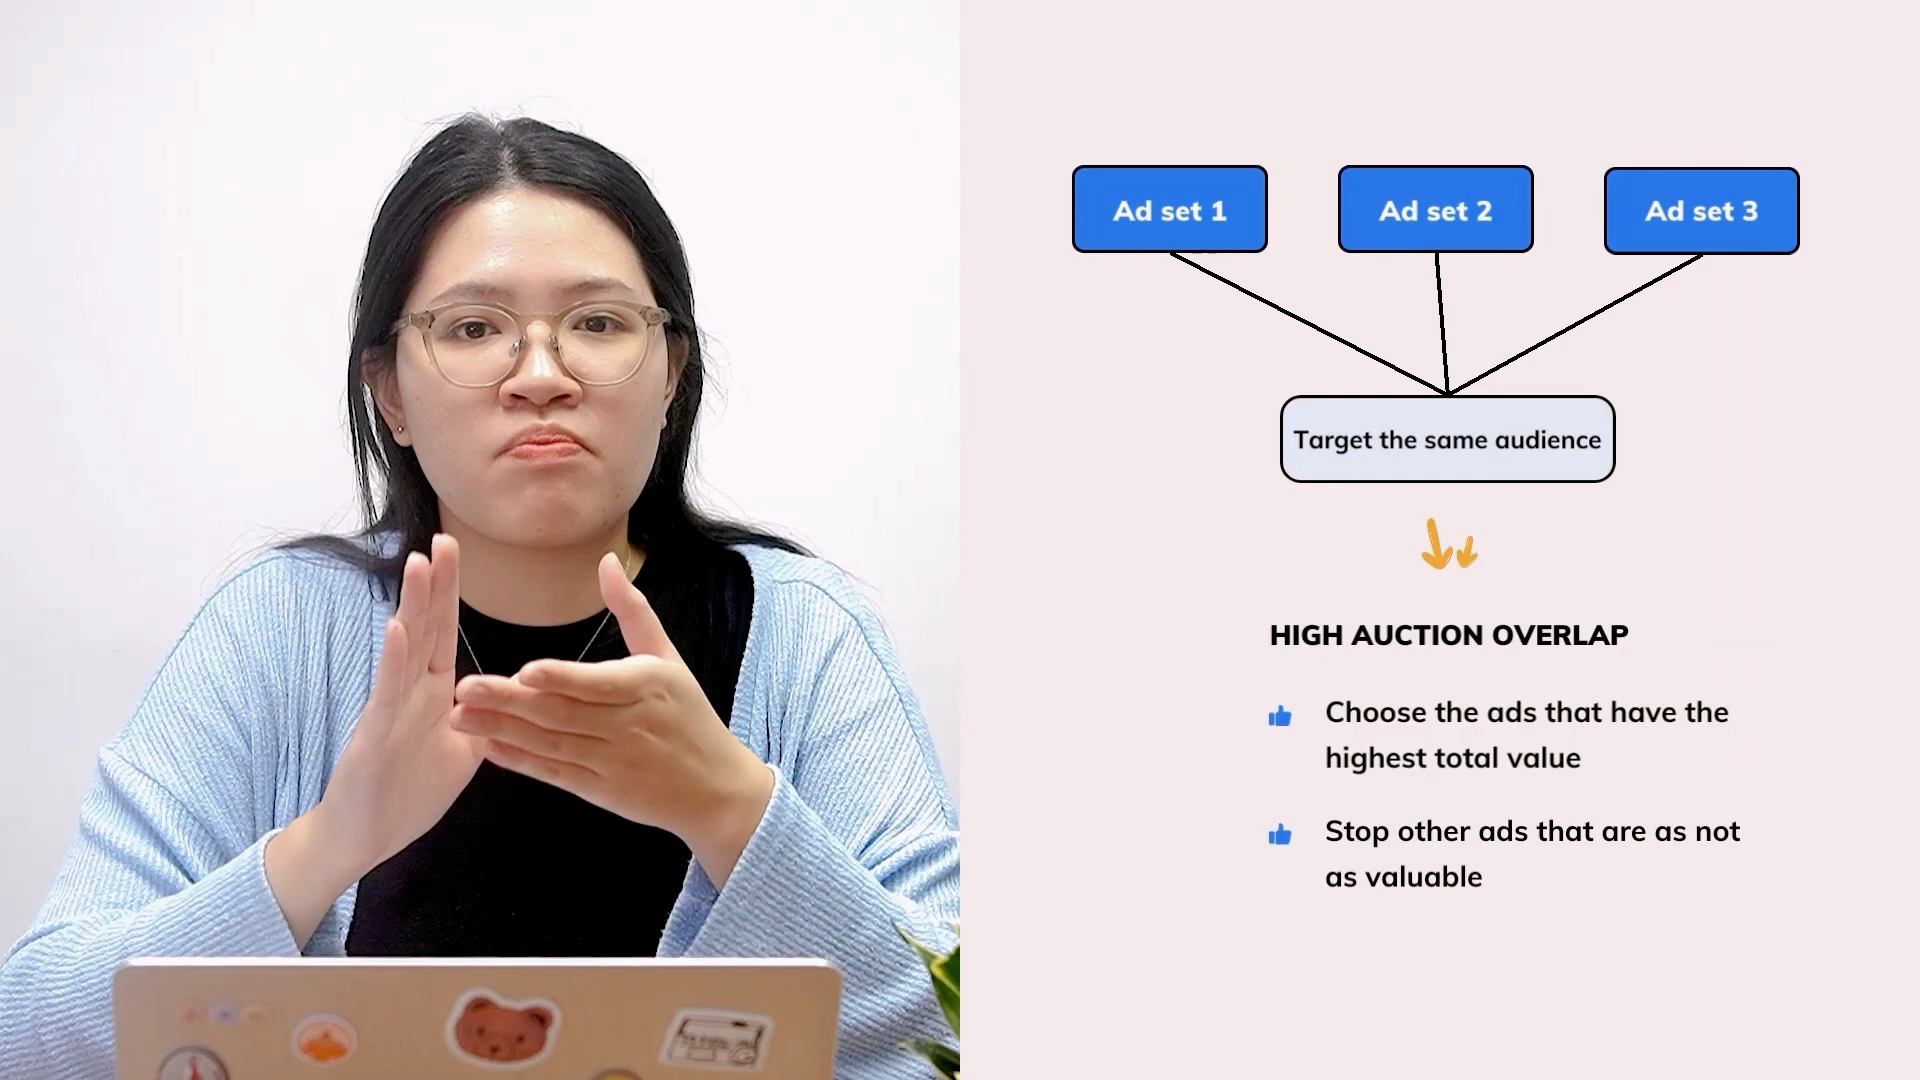 Ad set 1
Ad set 2
Ad set 3
Target the same audience
HIGH AUCTION OVERLAP
Choose the ads that have the
highest total value
Stop other ads that are as not
as valuable